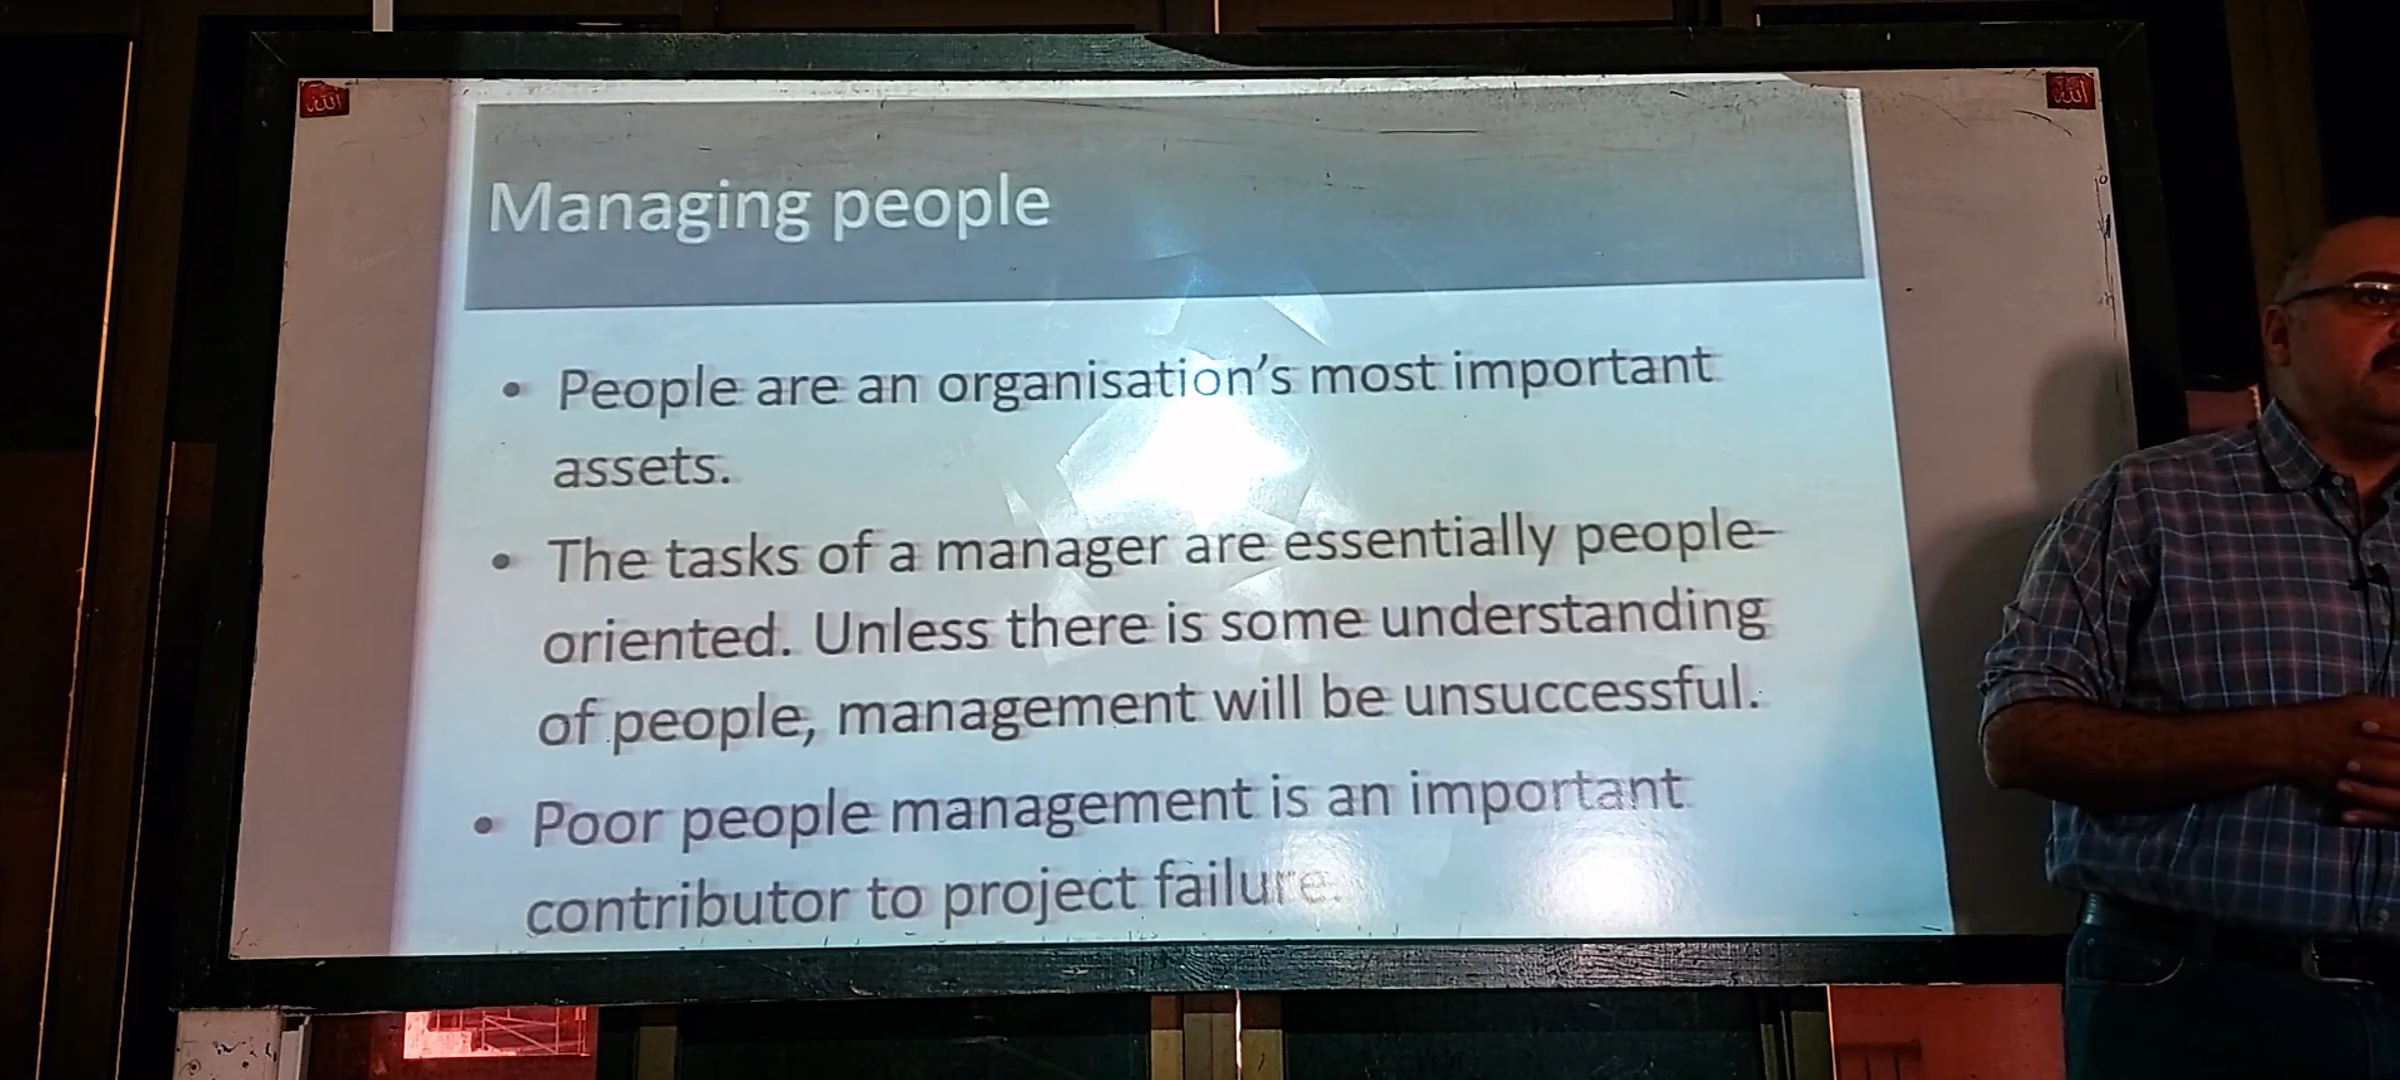 الله
الله
Managing people
• People are an organisation's most important
assets.
• The tasks of a manager are essentially people-
oriented. Unless there is some understanding
of people, management will be unsuccessful.
• Poor people management is an important
contributor to project failure.